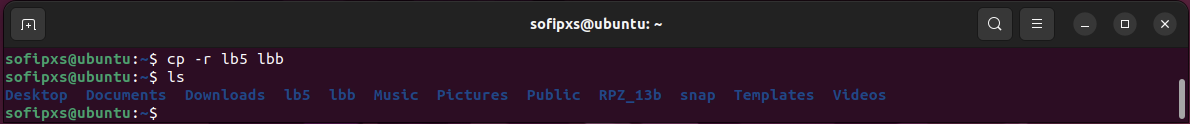 sofipxs@ubuntu: ~
sofipxs@ubuntu:~$ cp -r lb5 lbb
sofipxs@ubuntu:~$ ls
Desktop  Documents  Downloads  lb5  lbb  Music  Pictures  Public  RPZ_13b  snap  Templates  Videos
sofipxs@ubuntu:~$